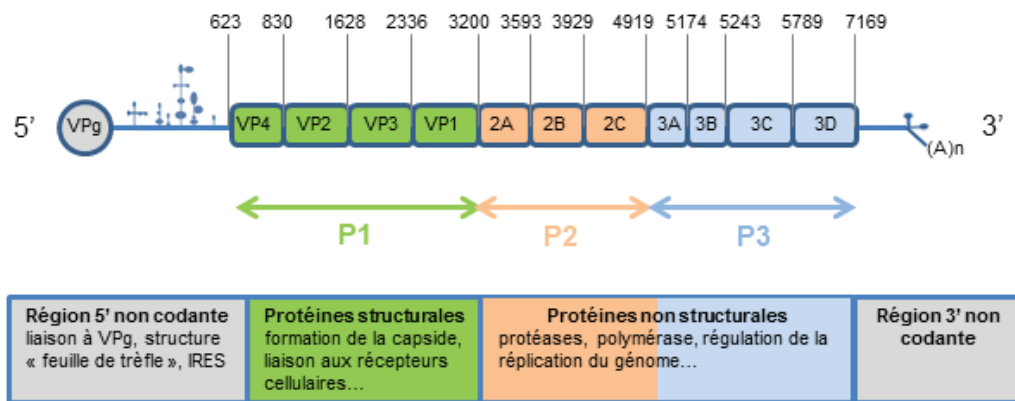 623 830 1628 2336 3200 3593 3929 4919 5174 5243 5789 7169
5' VPg VP4 VP2 VP3 VP1 2A 2B 2C 3A 3B 3C 3D (A)n 3'
P1 P2 P3
Région 5' non codante
liaison à VPg, structure
« feuille de trèfle », IRES
Protéines structurales
formation de la capside,
liaison aux récepteurs
cellulaires…
Protéines non structurales
protéases, polymérase, régulation de la
réplication du génome…
Région 3' non
codante